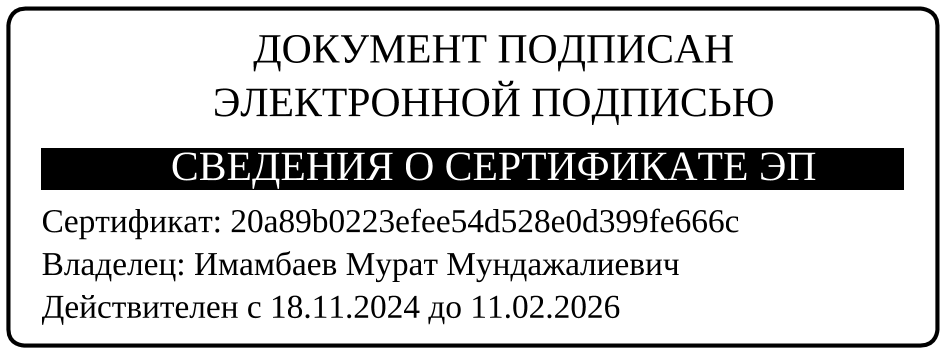 ДОКУМЕНТ ПОДПИСАН
ЭЛЕКТРОННОЙ ПОДПИСЬЮ
СВЕДЕНИЯ О СЕРТИФИКАТЕ ЭП
Сертификат: 20a89b0223efee54d528e0d399fe666c
Владелец: Имамбаев Мурат Мундажалиевич
Действителен с 18.11.2024 до 11.02.2026